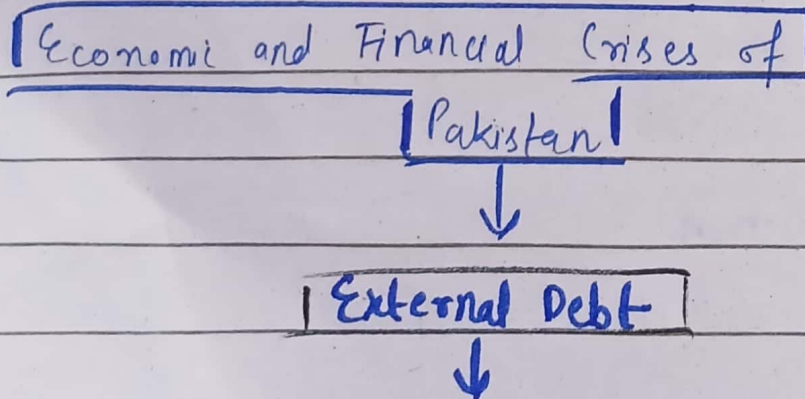 Economic and Financial Crises of
Pakistan
External Debt